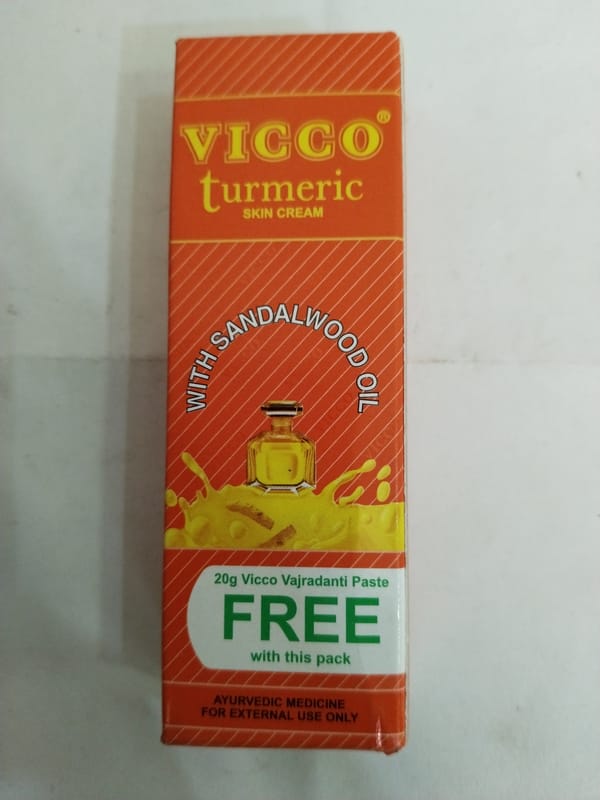 VICCO®
turmeric
SKIN CREAM
WITH SANDALWOOD OIL
20g Vicco Vajradanti Paste
FREE
with this pack
AYURVEDIC MEDICINE
FOR EXTERNAL USE ONLY